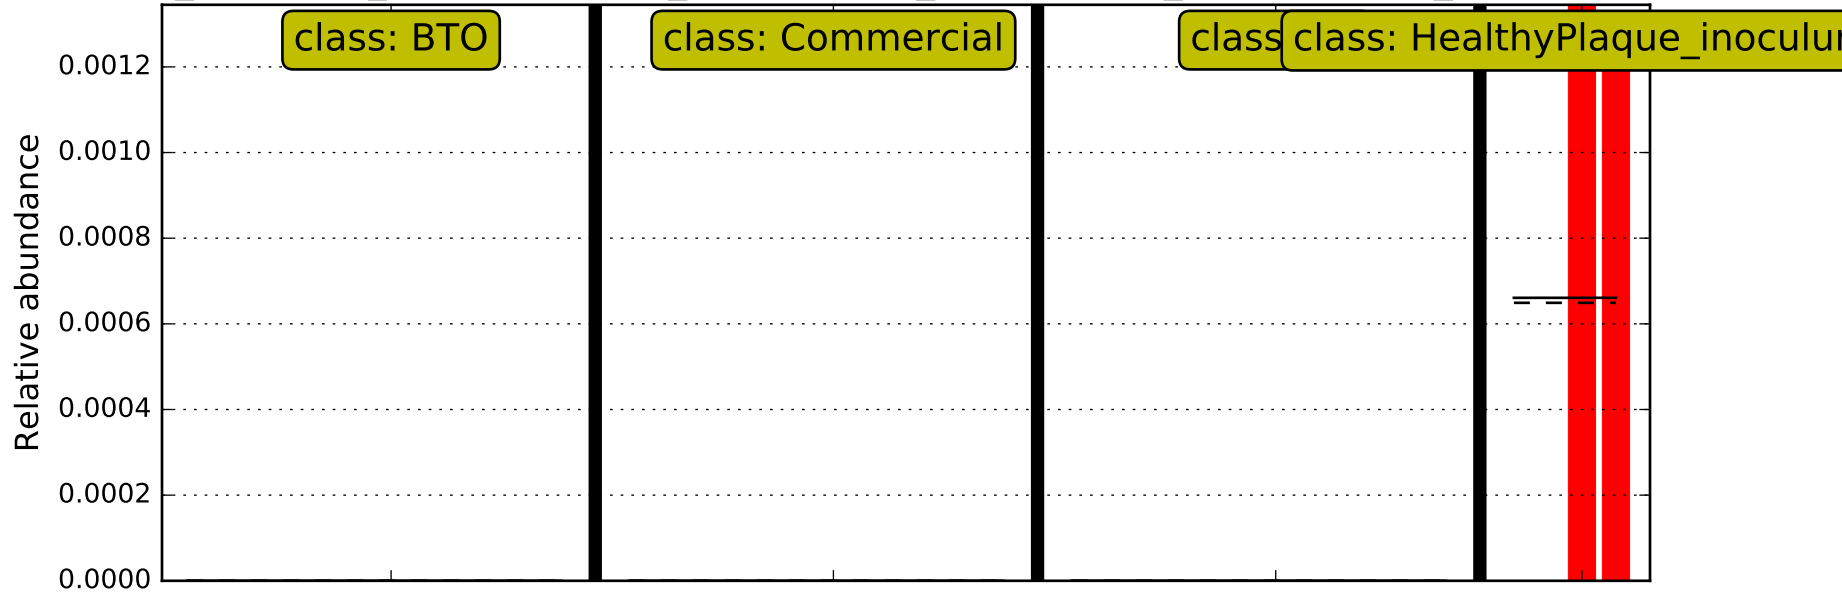 class: BTO
class: Commercial
class
class: HealthyPlaque_inoculu
0.0012
0.0010
0.0008
0.0006
0.0004
0.0002
0.0000
Relative abundance